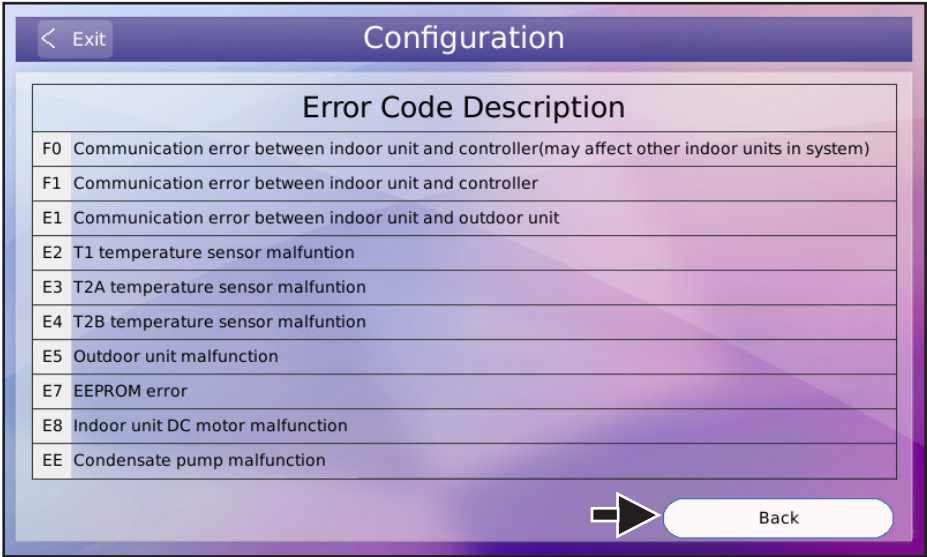 Exit
Configuration
Error Code Description
F0 Communication error between indoor unit and controller(may affect other indoor units in system)
F1 Communication error between indoor unit and controller
E1 Communication error between indoor unit and outdoor unit
E2 T1 temperature sensor malfuntion
E3 T2A temperature sensor malfuntion
E4 T2B temperature sensor malfuntion
E5 Outdoor unit malfunction
E7 EEPROM error
E8 Indoor unit DC motor malfunction
EE Condensate pump malfunction
Back